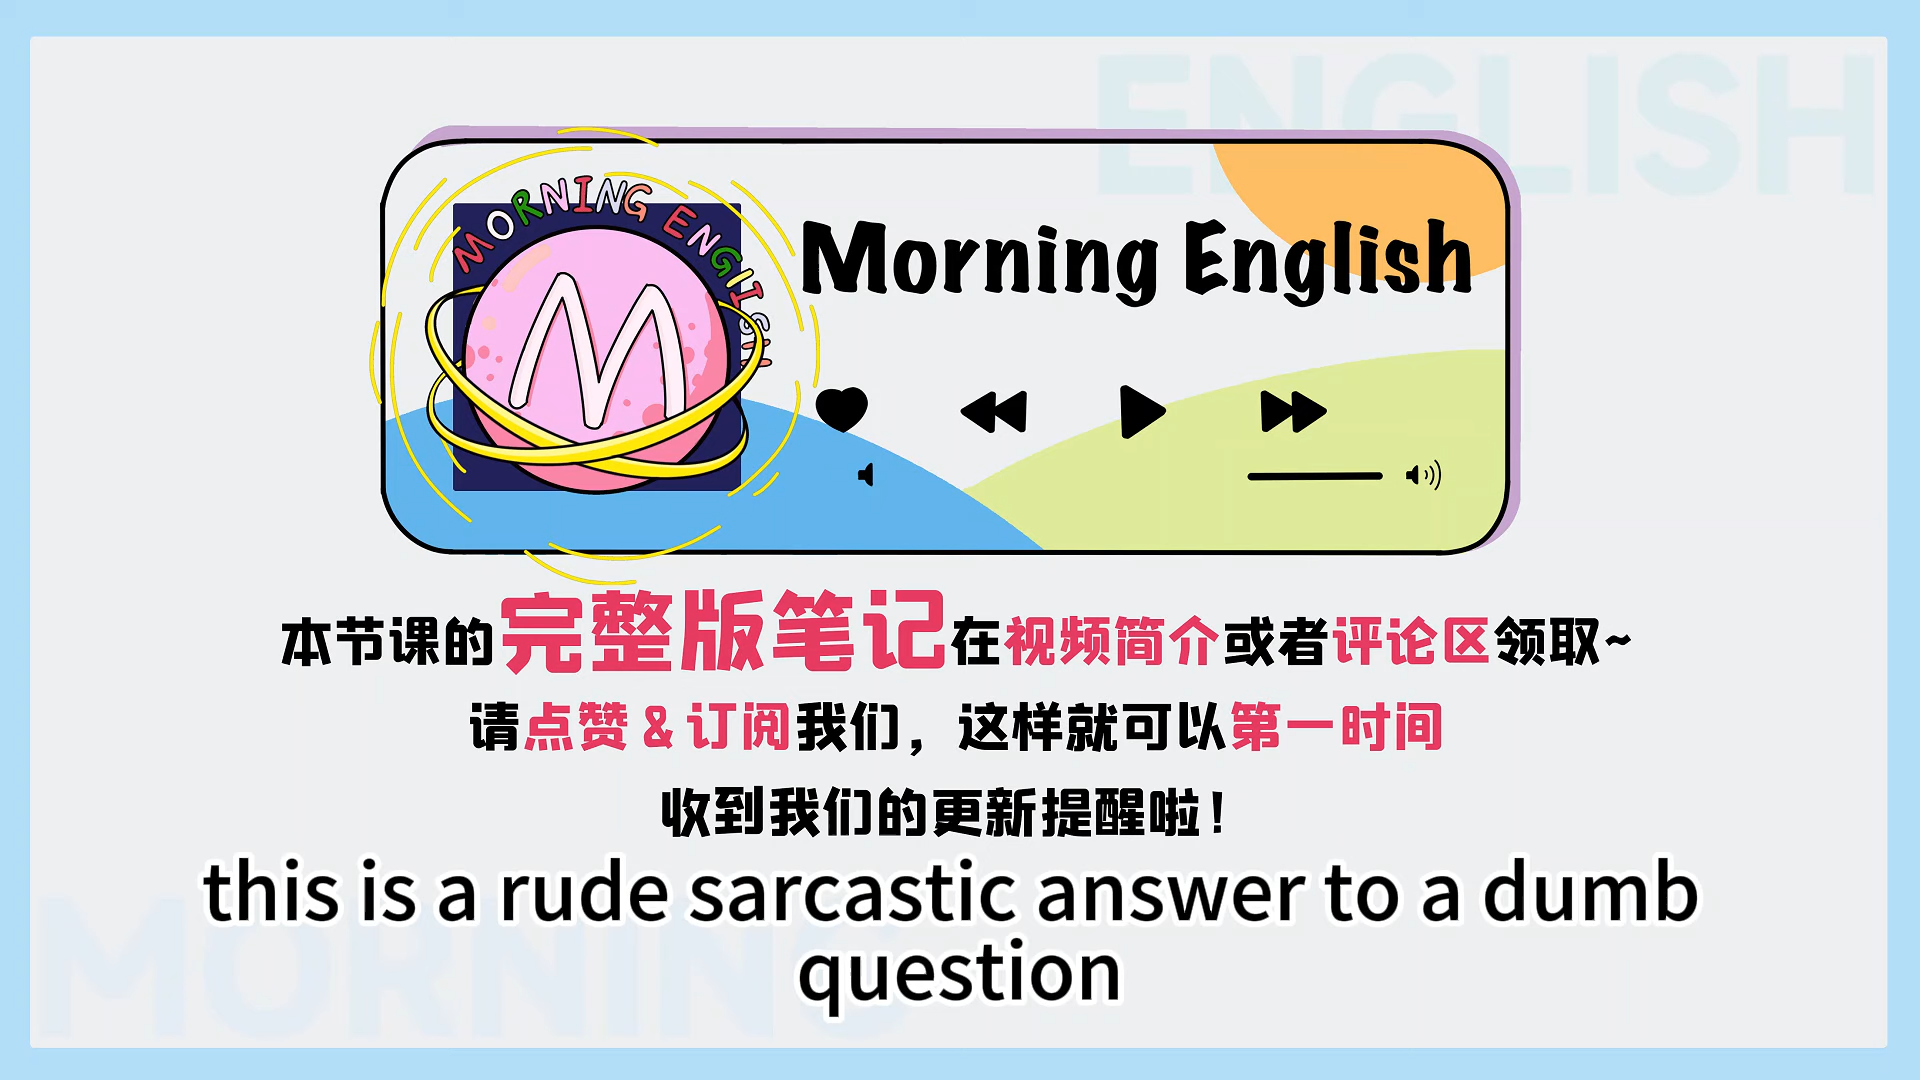 ENGLISH
MORNING ENGLISH
M
Morning English
本节课的完整版笔记在视频简介或者评论区领取~
请点赞&订阅我们，这样就可以第一时间
收到我们的更新提醒啦！
this is a rude sarcastic answer to a dumb
question
MORNING